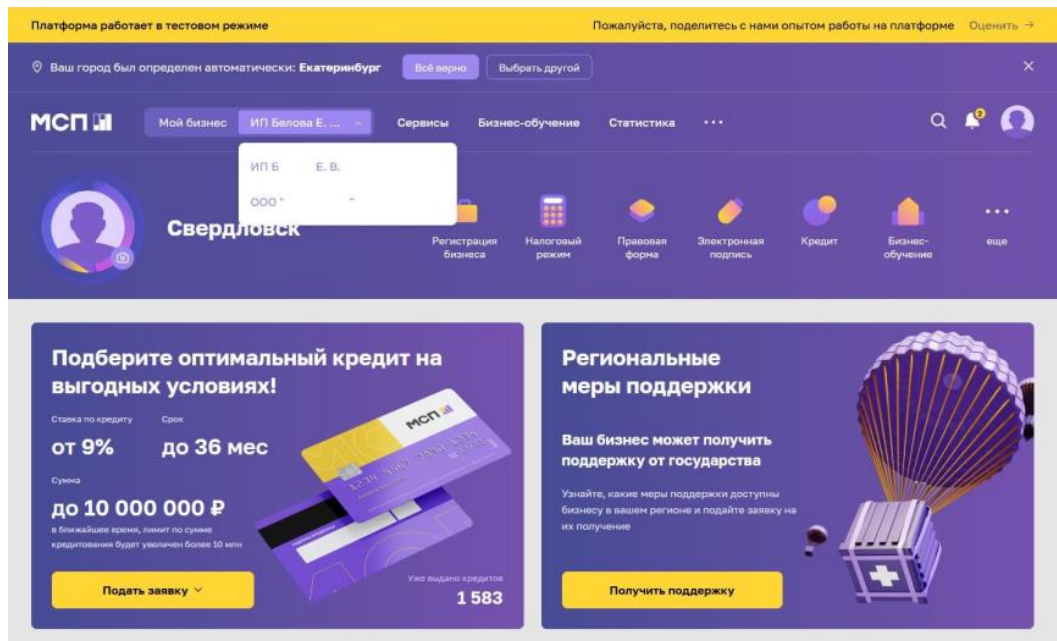 Платформа работает в тестовом режиме
Пожалуйста, поделитесь с нами опытом работы на платформе Оценить →
Ваш город был определен автоматически: Екатеринбург Всё верно Выбрать другой
МСП Мой бизнес ИП Белова Е. ... Сервисы Бизнес-обучение Статистика ...
2
ИП Б Е. В.
ООО " "
Свердловск
Регистрация бизнеса
Налоговый режим
Правовая форма
Электронная подпись
Кредит
Бизнес-обучение
еще
Подберите оптимальный кредит на
выгодных условиях!
Ставка по кредиту Срок
от 9% до 36 мес
Сумма
до 10 000 000 ₽
в ближайшее время, лимит по сумме
кредитования будет увеличен более 10 млн
Подать заявку
МСП
Уже выдано кредитов
1 583
Региональные
меры поддержки
Ваш бизнес может получить
поддержку от государства
Узнайте, какие меры поддержки доступны
бизнесу в вашем регионе и подайте заявку на
их получение
Получить поддержку